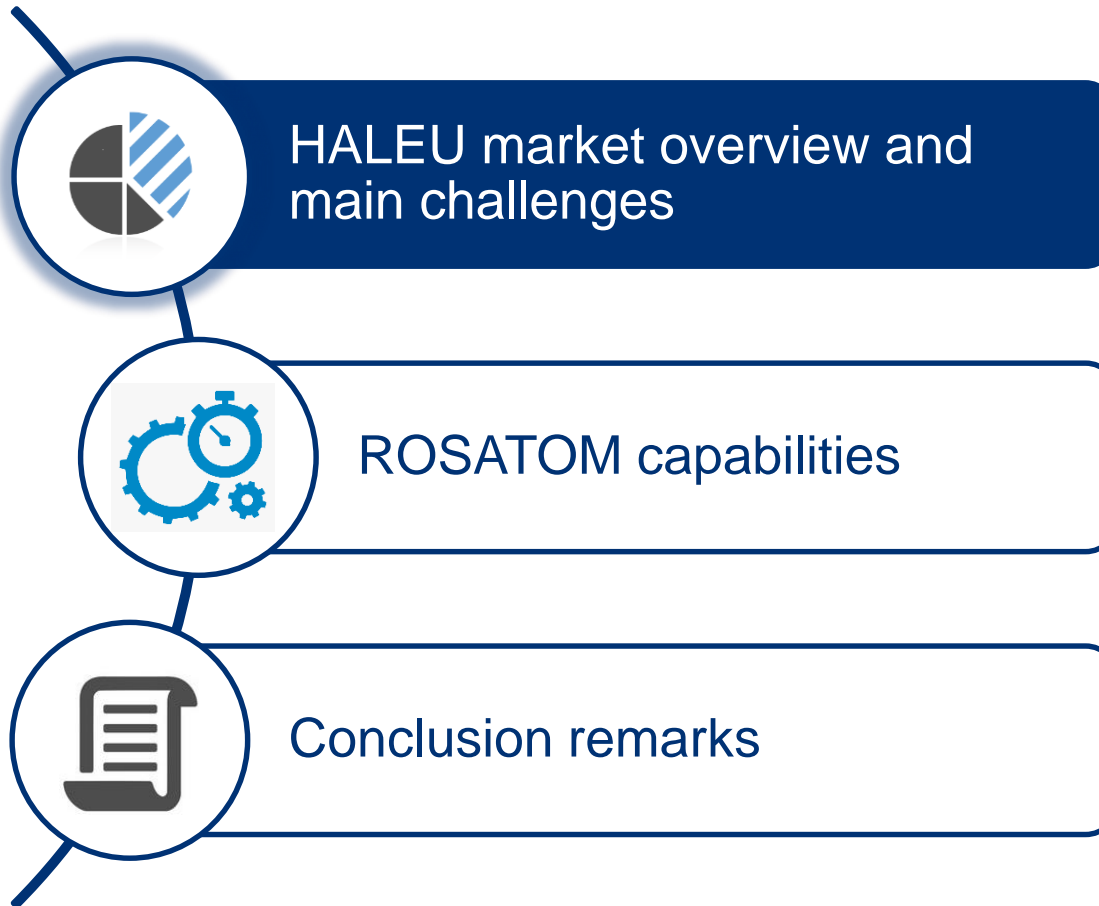 HALEU market overview and
main challenges
ROSATOM capabilities
Conclusion remarks